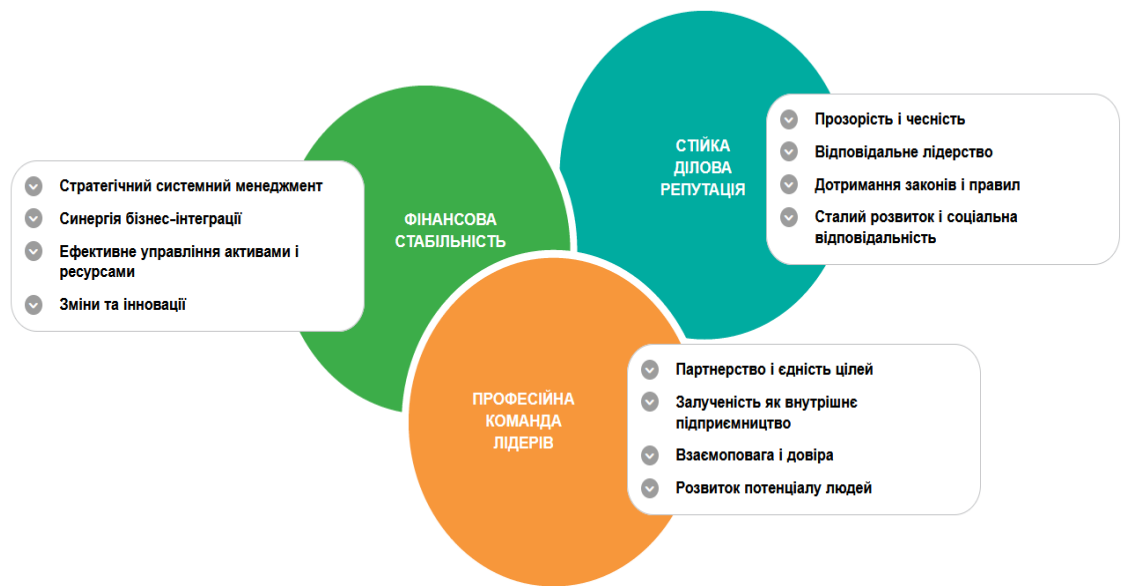 ФІНАНСОВА
СТАБІЛЬНІСТЬ
Стратегічний системний менеджмент
Синергія бізнес-інтеграції
Ефективне управління активами і
ресурсами
Зміни та інновації
СТІЙКА
ДІЛОВА
РЕПУТАЦІЯ
Прозорість і чесність
Відповідальне лідерство
Дотримання законів і правил
Сталий розвиток і соціальна
відповідальність
ПРОФЕСІЙНА
КОМАНДА
ЛІДЕРІВ
Партнерство і єдність цілей
Залученість як внутрішнє
підприємництво
Взаємоповага і довіра
Розвиток потенціалу людей